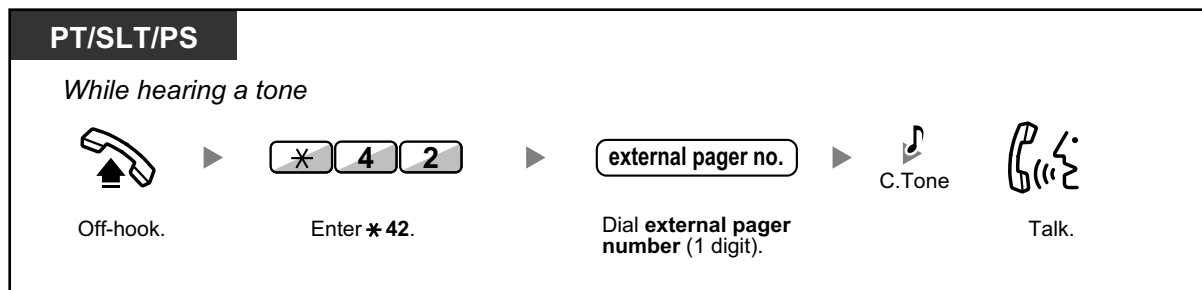 PT/SLT/PS
While hearing a tone
* 4 2
external pager no.
C.Tone
Off-hook.
Enter * 42.
Dial external pager
number (1 digit).
Talk.